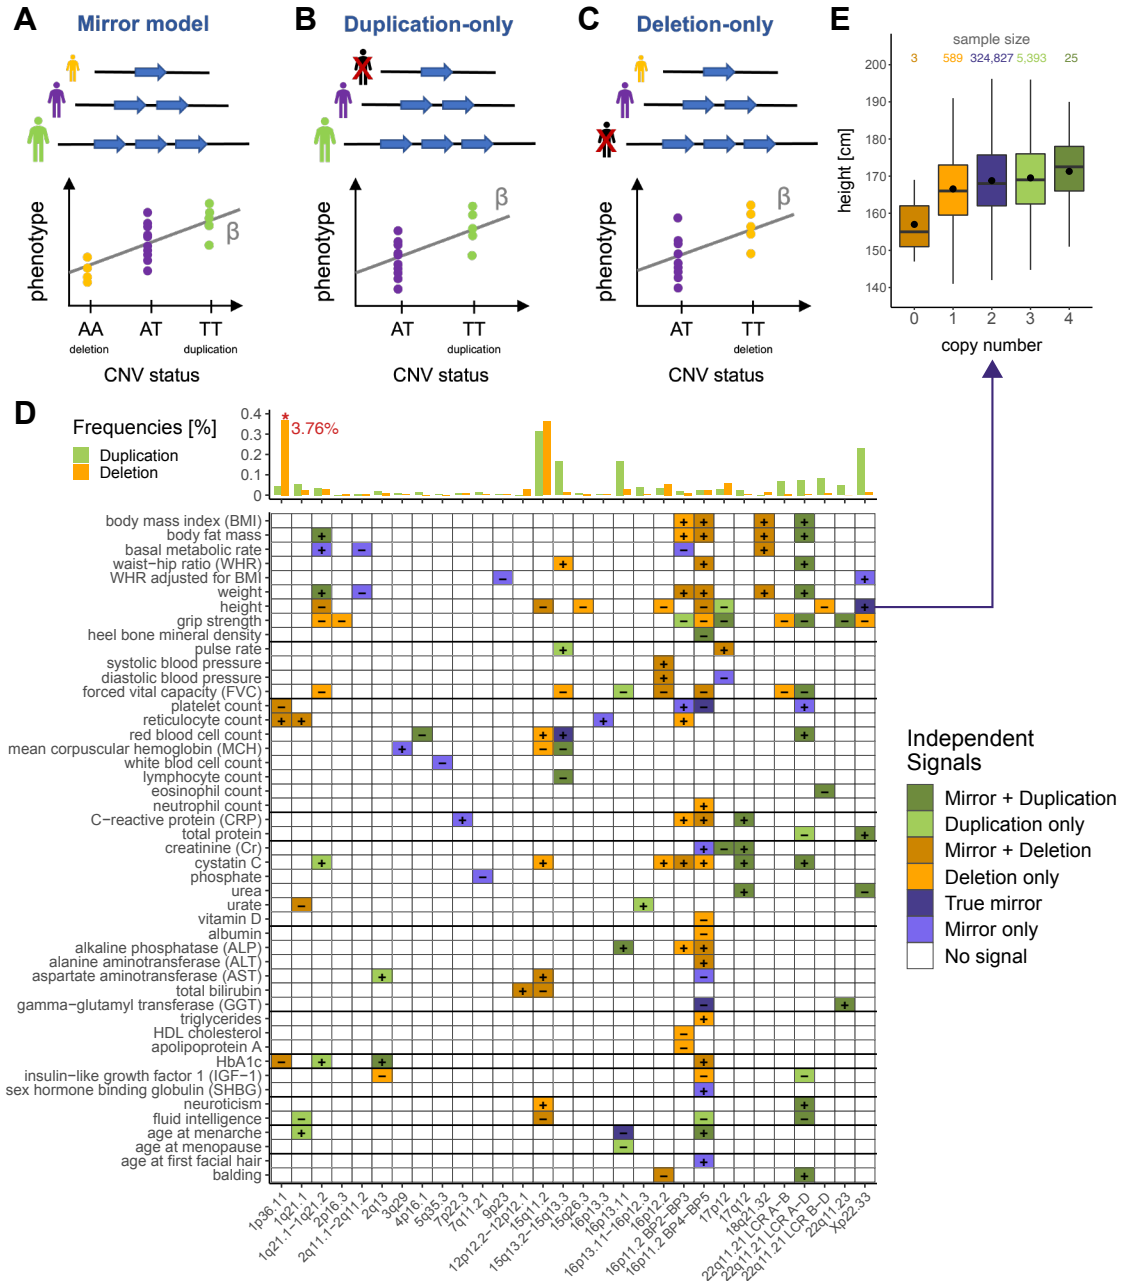 A Mirror model
B Duplication-only
C Deletion-only
E
phenotype
β
AA AT TT
deletion duplication
CNV status
phenotype
β
AT TT
duplication
CNV status
phenotype
β
AT TT
deletion
CNV status
sample size
3 589 324,827 5,393 25
height [cm]
200
190
180
170
160
150
140
0 1 2 3 4
copy number
D
Frequencies [%]
Duplication
Deletion
0.4
0.3
0.2
0.1
0
* 3.76%
body mass index (BMI) + + + +
body fat mass + + + + +
basal metabolic rate + − − +
waist−hip ratio (WHR) + + +
WHR adjusted for BMI − +
weight + − + + + +
height − − − − − − − +
grip strength − − − − − − − − −
heel bone mineral density −
pulse rate + +
systolic blood pressure +
diastolic blood pressure + −
forced vital capacity (FVC) − − − − − − −
platelet count − + − +
reticulocyte count + + + +
red blood cell count − + + +
mean corpuscular hemoglobin (MCH) + − −
white blod cell count −
lymphocyte count −
eosinophil count −
neutrophil count +
C−reactive protein (CRP) + + + +
total protein − +
creatinine (Cr) + − +
cystatin C + + + + + + +
phosphate −
urea + −
urate − +
vitamin D −
albumin −
alkaline phosphatase (ALP) + + +
alanine aminotransferase (ALT) +
aspartate aminotransferase (AST) + + −
total bilirubin + −
gamma−glutamyl transferase (GGT) − +
triglycerides +
HDL cholesterol −
apolipoprotein A −
HbA1c − + + +
insulin−like growth factor 1 (IGF−1) − − −
sex hormone binding globulin (SHBG) +
neuroticism + +
fluid intelligence − − − −
age at menarche + − +
age at menopause −
age at first facial hair +
balding − +
1p36.11
1q21.1
1q21.1−1q21.2
2p16.3
2q11.1−2q11.2
2q13
3q29
4p16.1
5q35.3
7p22.3
7q11.21
9p23
12p12.2−12p12.1
15q11.2
15q13.2−15q13.3
15q26.3
16p13.3
16p13.11
16p13.11−16p12.3
16p12.2
16p11.2 BP2−BP3
16p11.2 BP4−BP5
17p12
17q12
18q21.32
22q11.21 LCR A−B
22q11.21 LCR A−D
22q11.21 LCR B−D
22q11.23
Xp22.33
Independent
Signals
Mirror + Duplication
Duplication only
Mirror + Deletion
Deletion only
True mirror
Mirror only
No signal